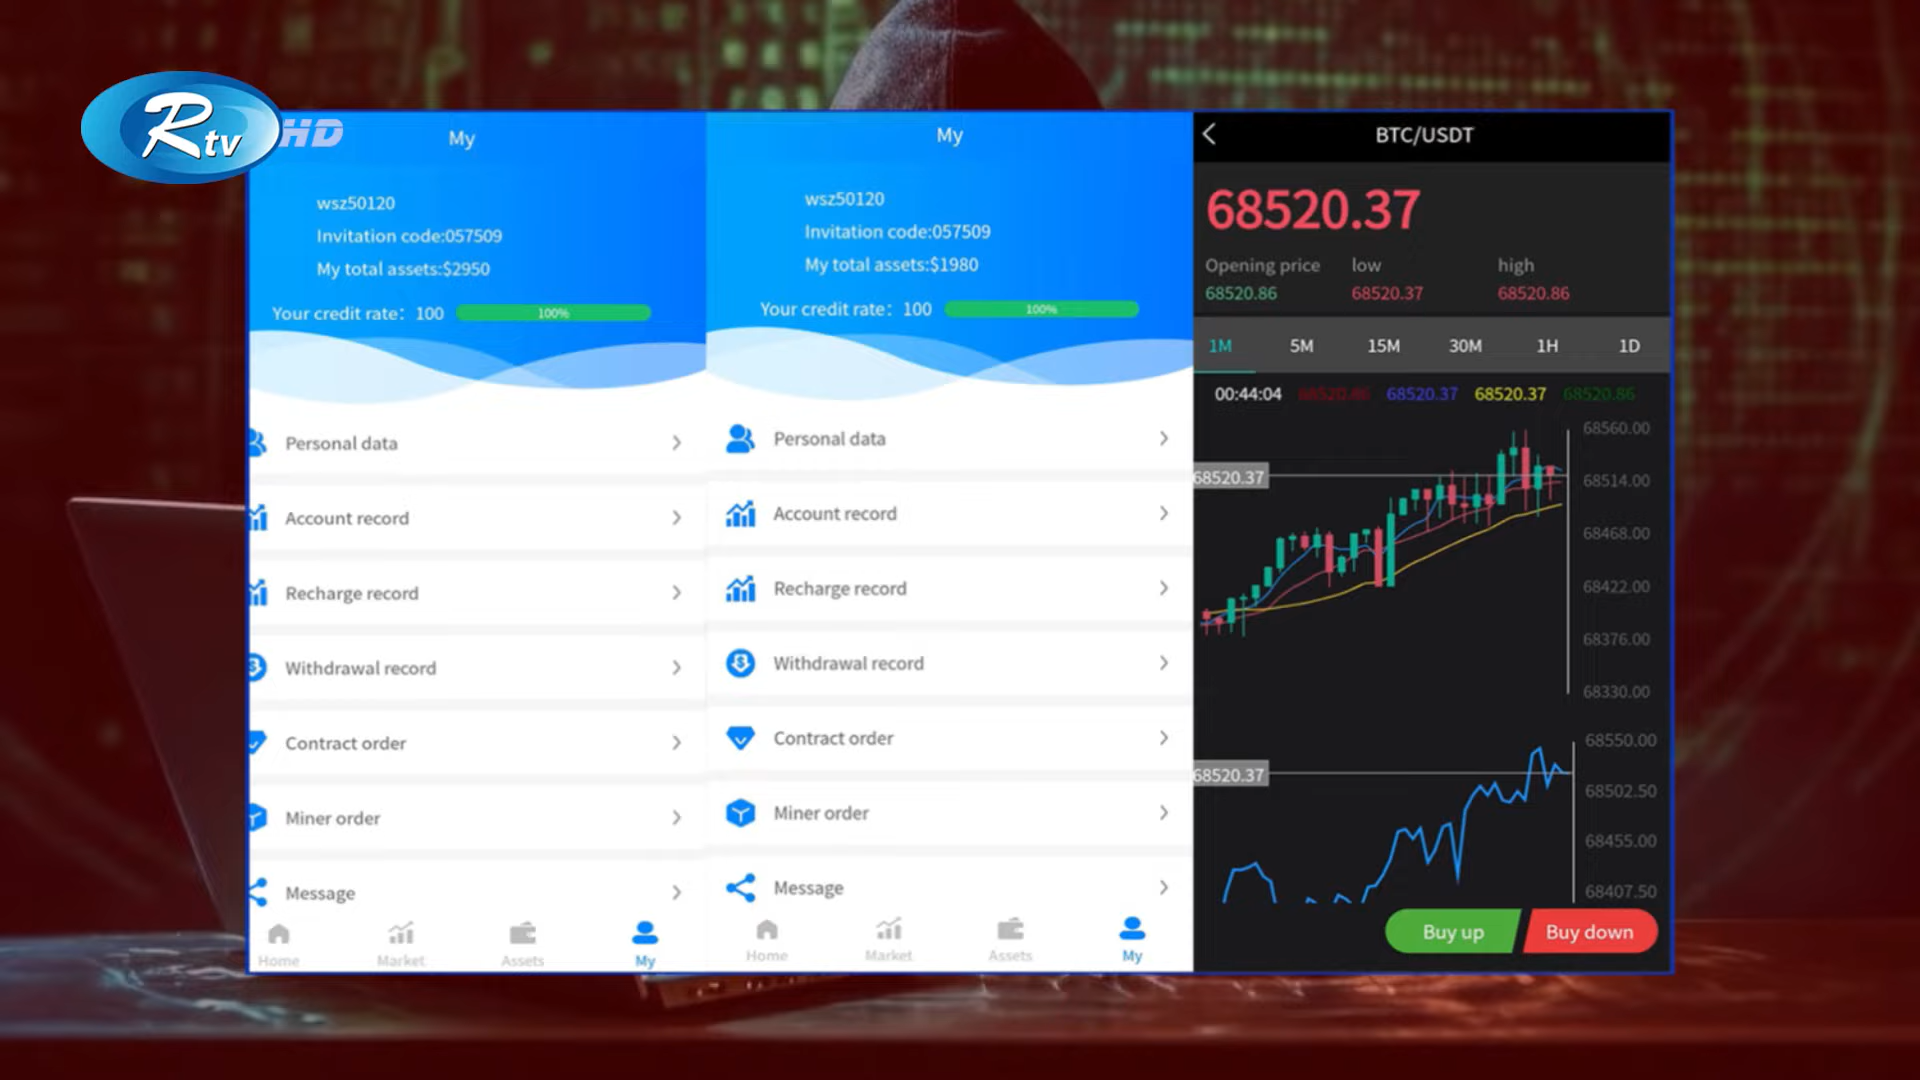 Rtv HD
My
wsz50120
Invitation code:057509
My total assets:$2950
Your credit rate: 100
100%
Personal data
Account record
Recharge record
Withdrawal record
Contract order
Miner order
Message
Home
Market
Assets
My
My
wsz50120
Invitation code:057509
My total assets:$1980
Your credit rate: 100
100%
Personal data
Account record
Recharge record
Withdrawal record
Contract order
Miner order
Message
Home
Market
Assets
My
BTC/USDT
68520.37
Opening price low high
68520.86 68520.37 68520.86
1M 5M 15M 30M 1H 1D
00:44:04 68520.86 68520.37 68520.37 68520.86
68560.00
68520.37
68514.00
68468.00
68422.00
68376.00
68330.00
68550.00
68520.37
68502.50
68455.00
68407.50
Buy up Buy down